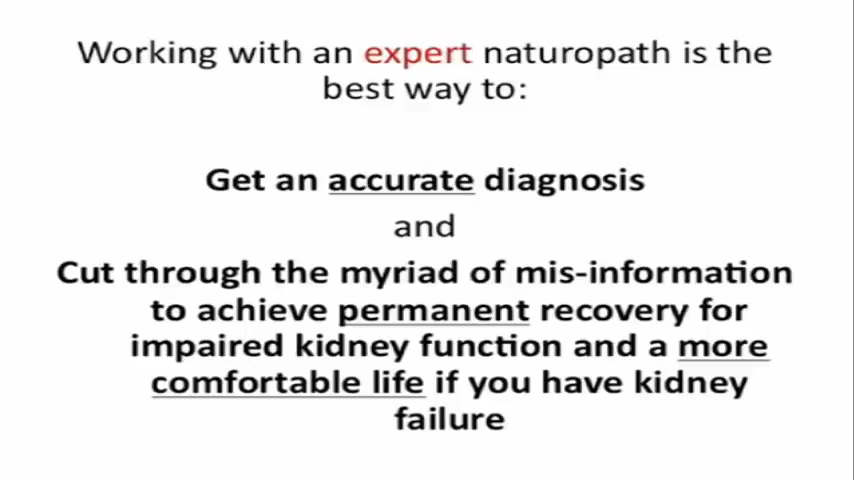 Working with an expert naturopath is the
best way to:
Get an accurate diagnosis
and
Cut through the myriad of mis-information
to achieve permanent recovery for
impaired kidney function and a more
comfortable life if you have kidney
failure